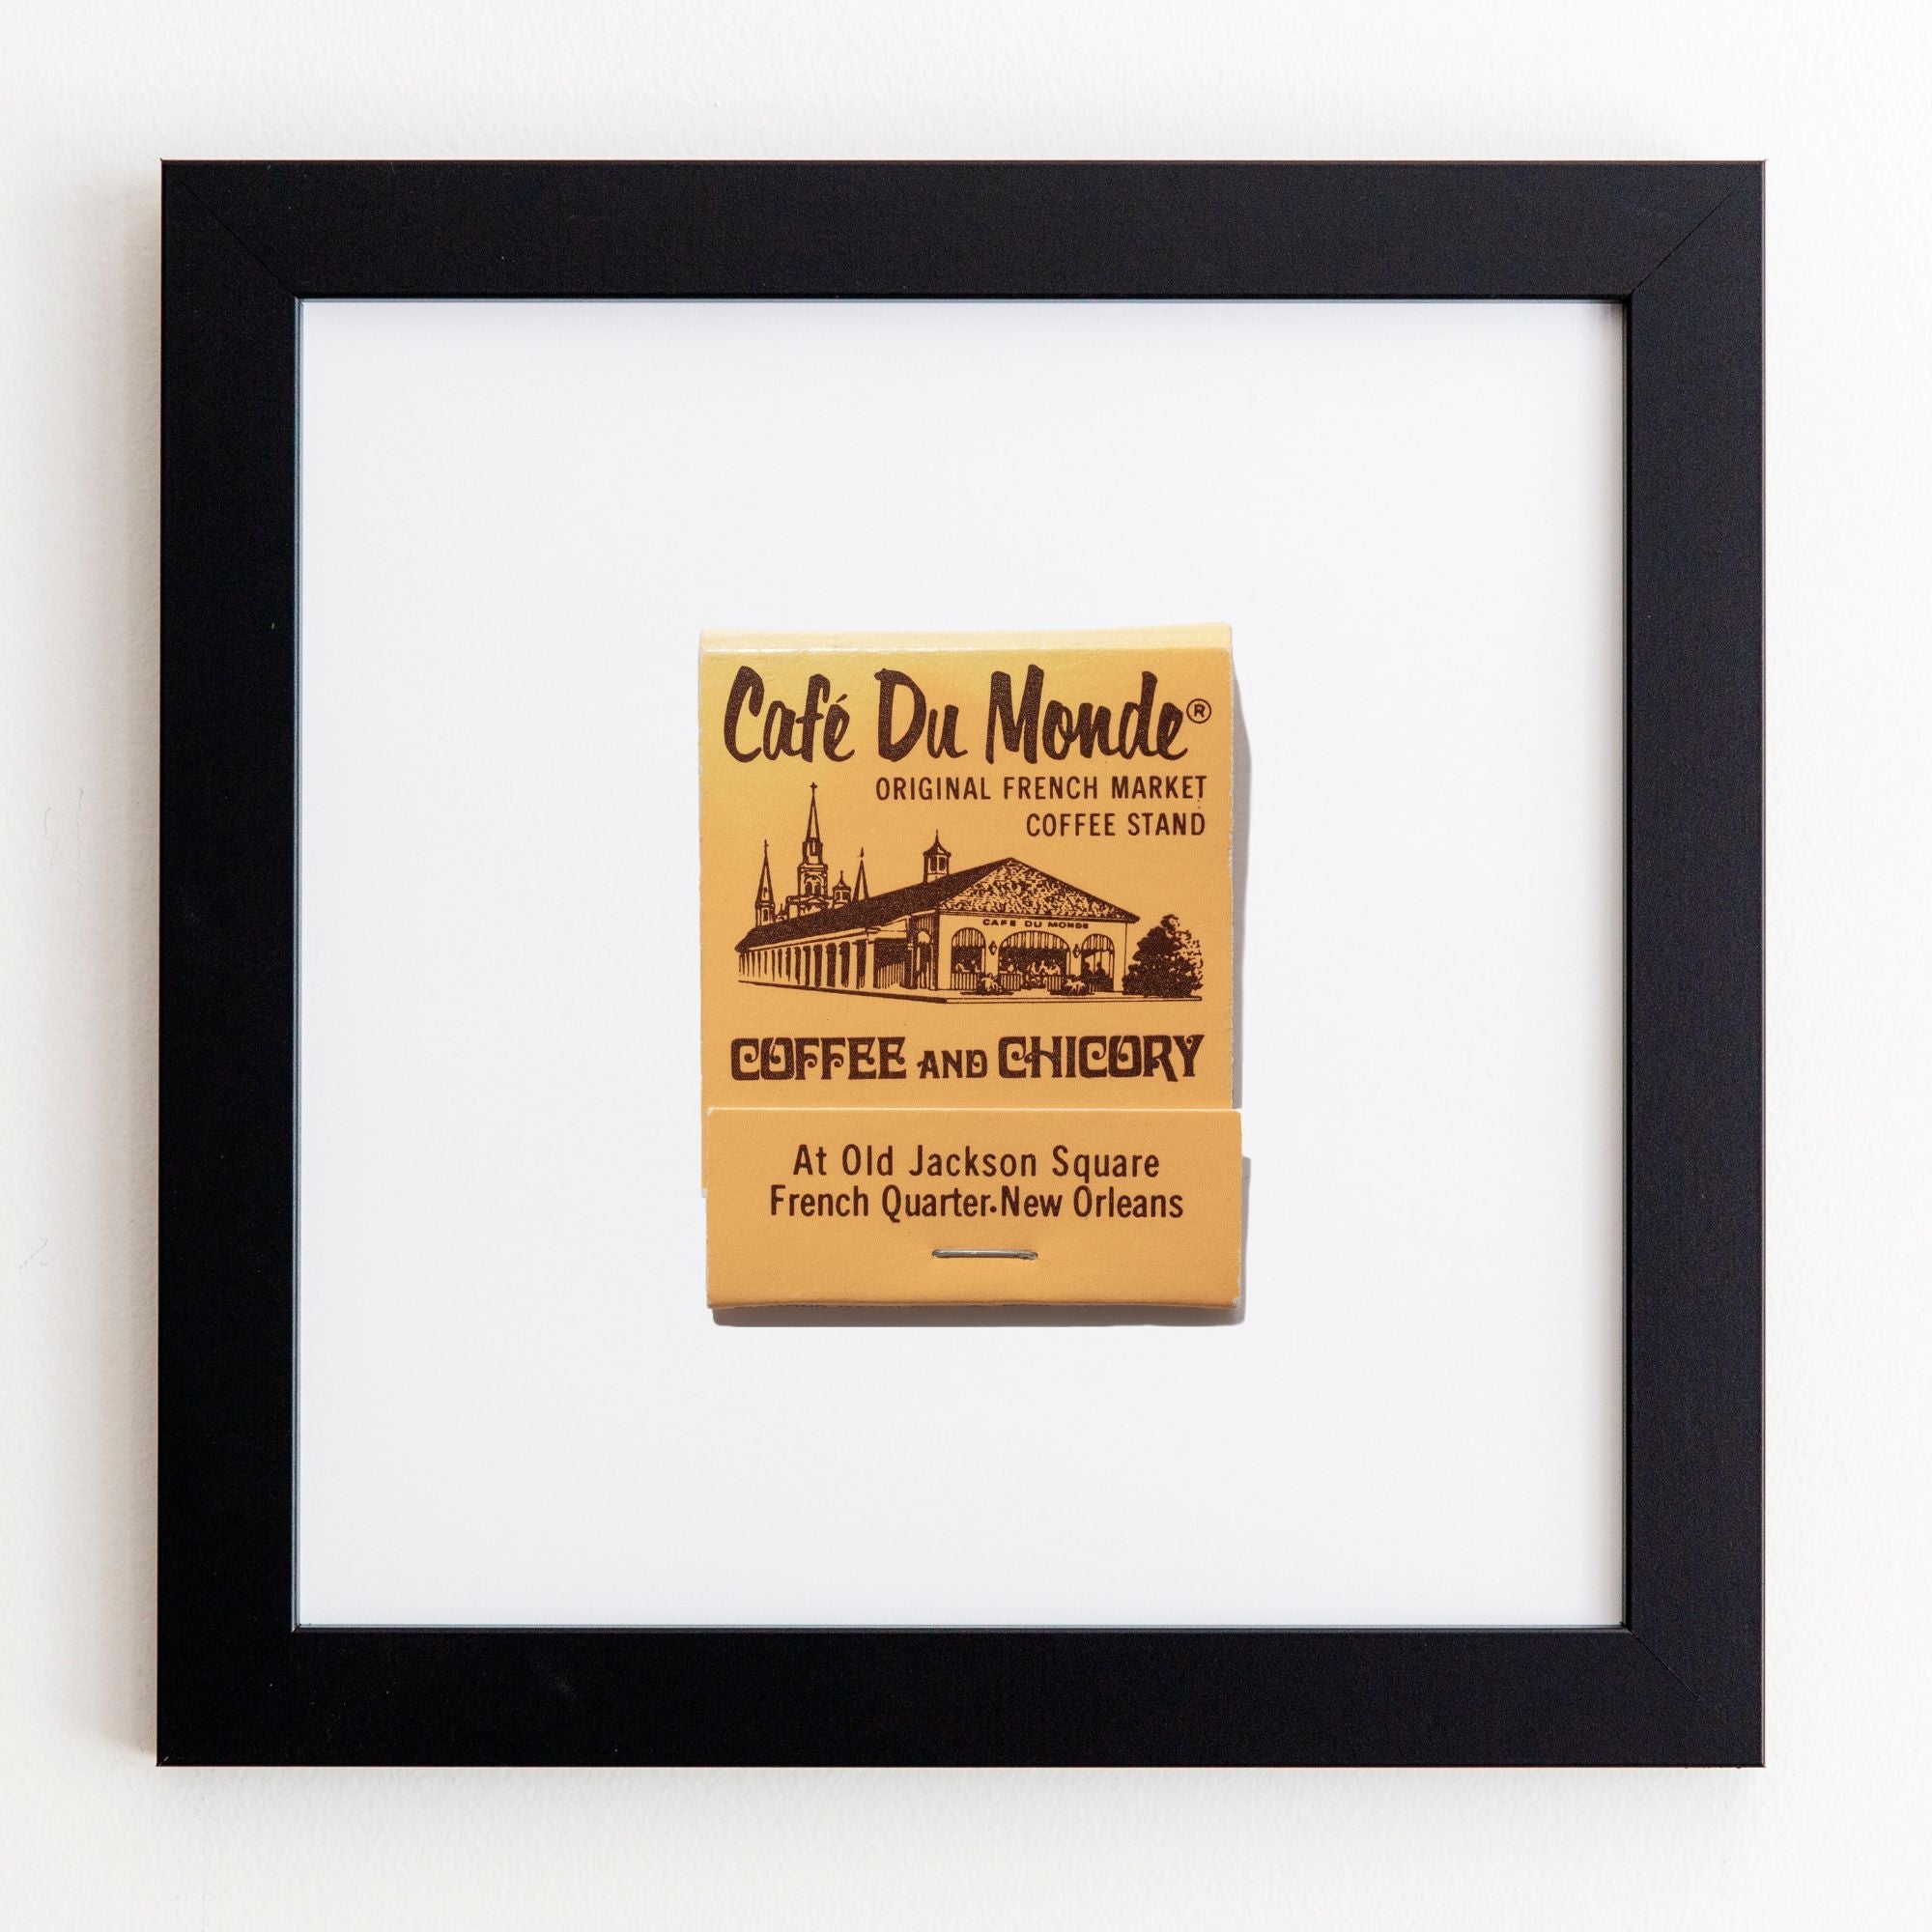 Café Du Monde®
ORIGINAL FRENCH MARKET
COFFEE STAND
CAFE DU MONDE
COFFEE AND CHICORY
At Old Jackson Square
French Quarter•New Orleans